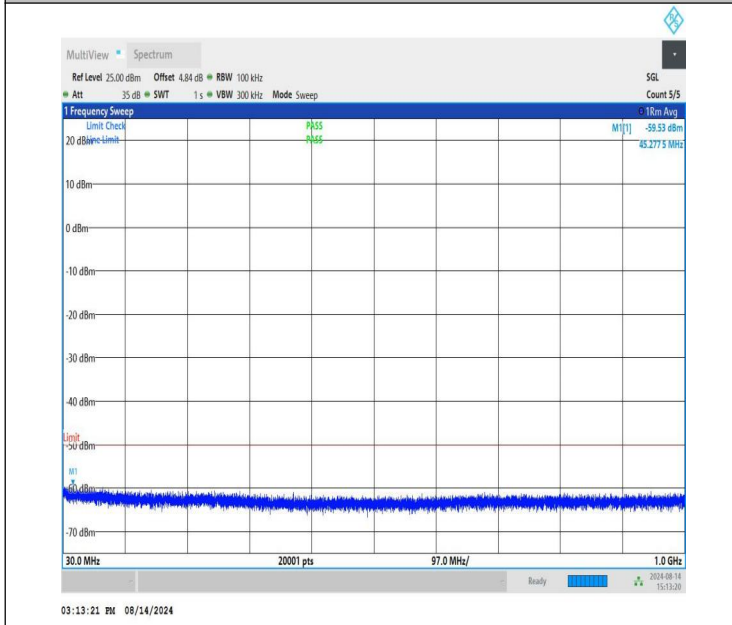 R&S
MultiView Spectrum
Ref Level 25.00 dBm Offset 4.84 dB RBW 100 kHz SGL
Att 35 dB SWT 1 s VBW 300 kHz Mode Sweep Count 5/5
1 Frequency Sweep 1Rm Avg
Limit Check PASS M1[1] -59.53 dBm
20 dBm Line Limit PASS 45.277 5 MHz
10 dBm
0 dBm
-10 dBm
-20 dBm
-30 dBm
-40 dBm
Limit
-50 dBm
M1
-60 dBm
-70 dBm
30.0 MHz 20001 pts 97.0 MHz/ 1.0 GHz
Ready 2024-08-14
15:13:20
03:13:21 PM 08/14/2024